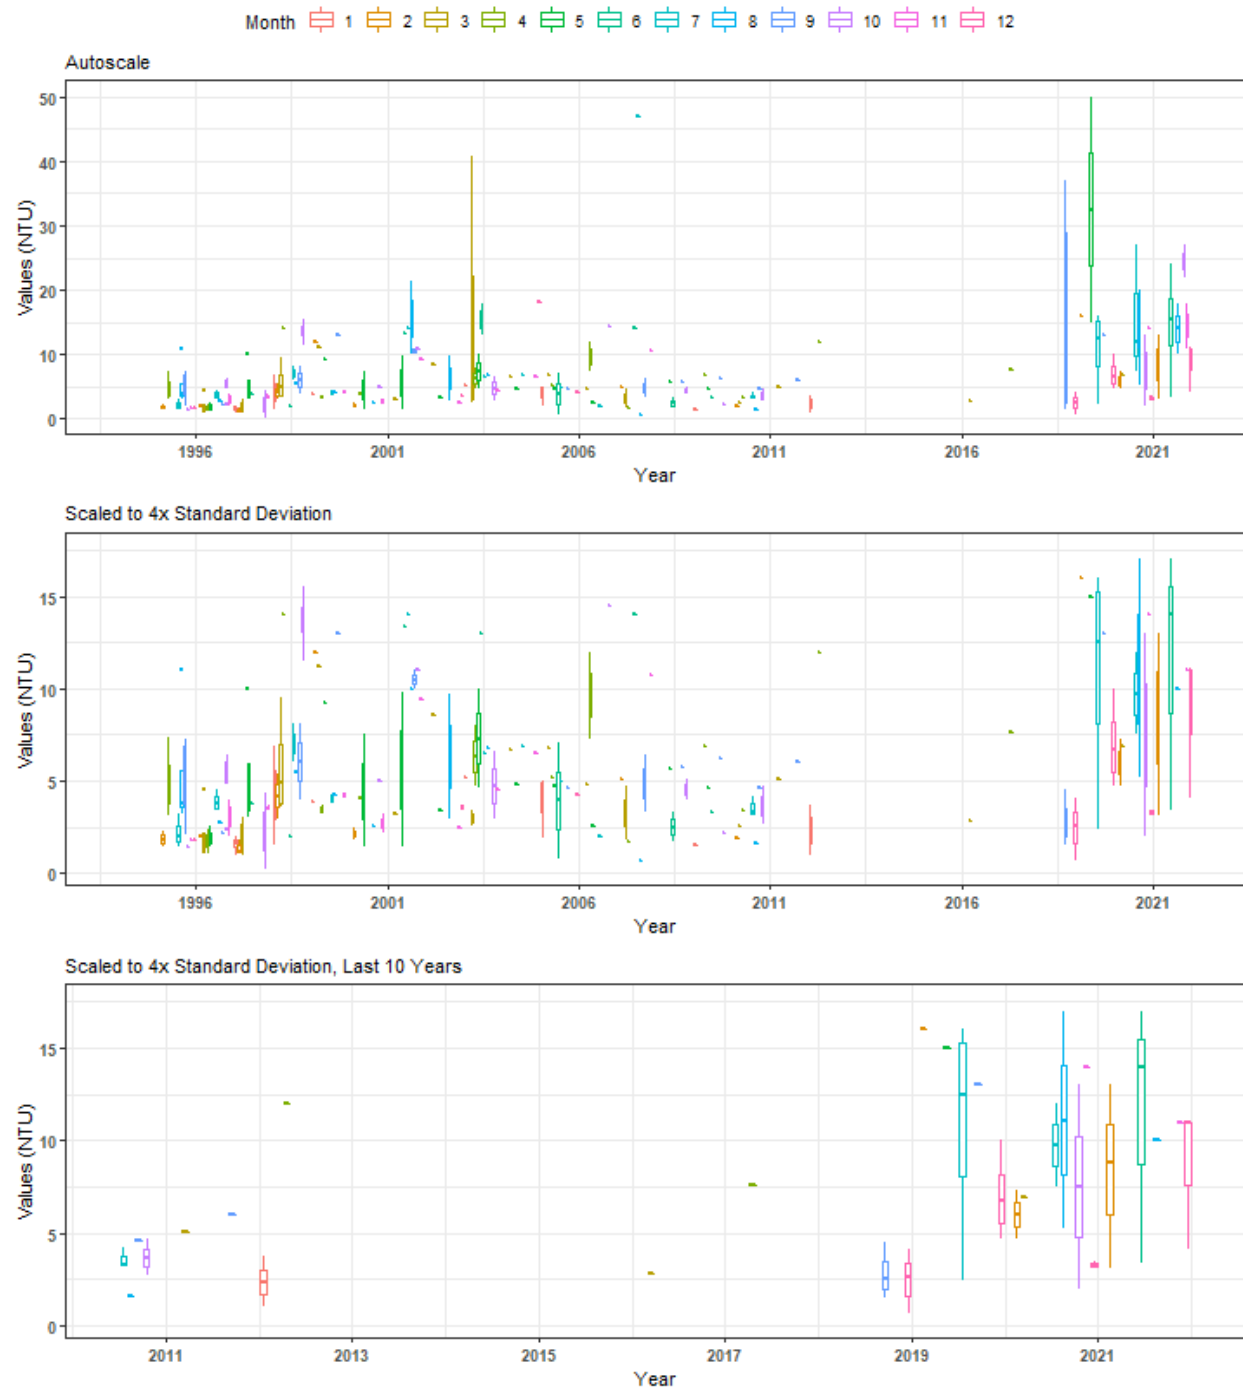 Month 1 2 3 4 5 6 7 8 9 10 11 12
Autoscale
50
40
30
20
10
0
Values (NTU)
1996 2001 2006 2011 2016 2021
Year
Scaled to 4x Standard Deviation
15
10
5
0
Values (NTU)
1996 2001 2006 2011 2016 2021
Year
Scaled to 4x Standard Deviation, Last 10 Years
15
10
5
0
Values (NTU)
2011 2013 2015 2017 2019 2021
Year